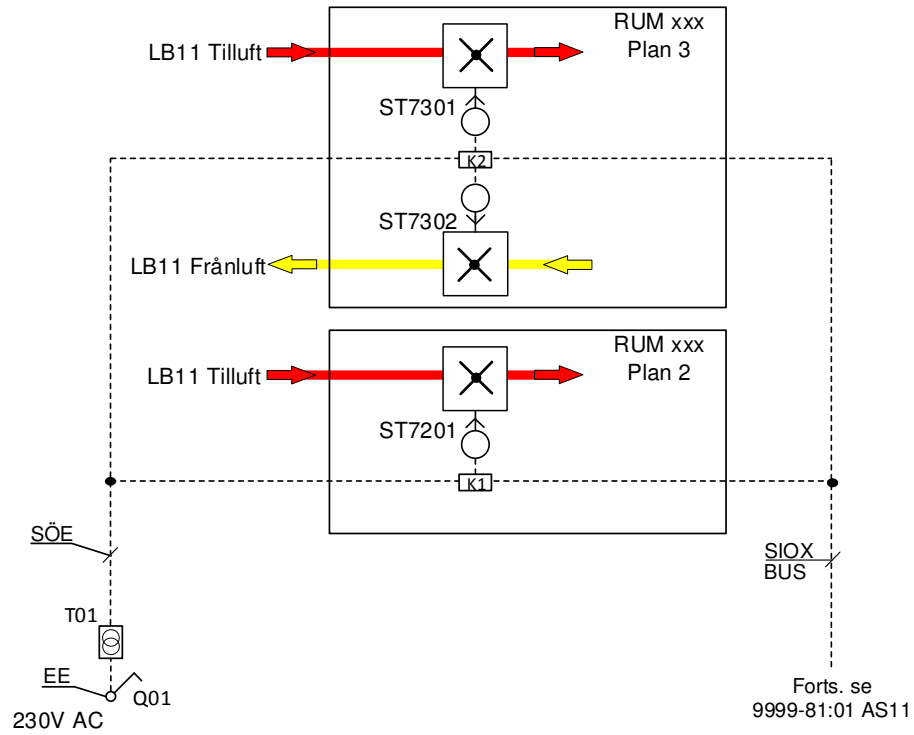 RUM xxx
Plan 3
LB11 Tilluft
ST7301
K2
ST7302
LB11 Frånluft
RUM xxx
Plan 2
LB11 Tilluft
ST7201
K1
SÖE
SIOX
BUS
T01
EE
Q01
230V AC
Forts. se
9999-81:01 AS11